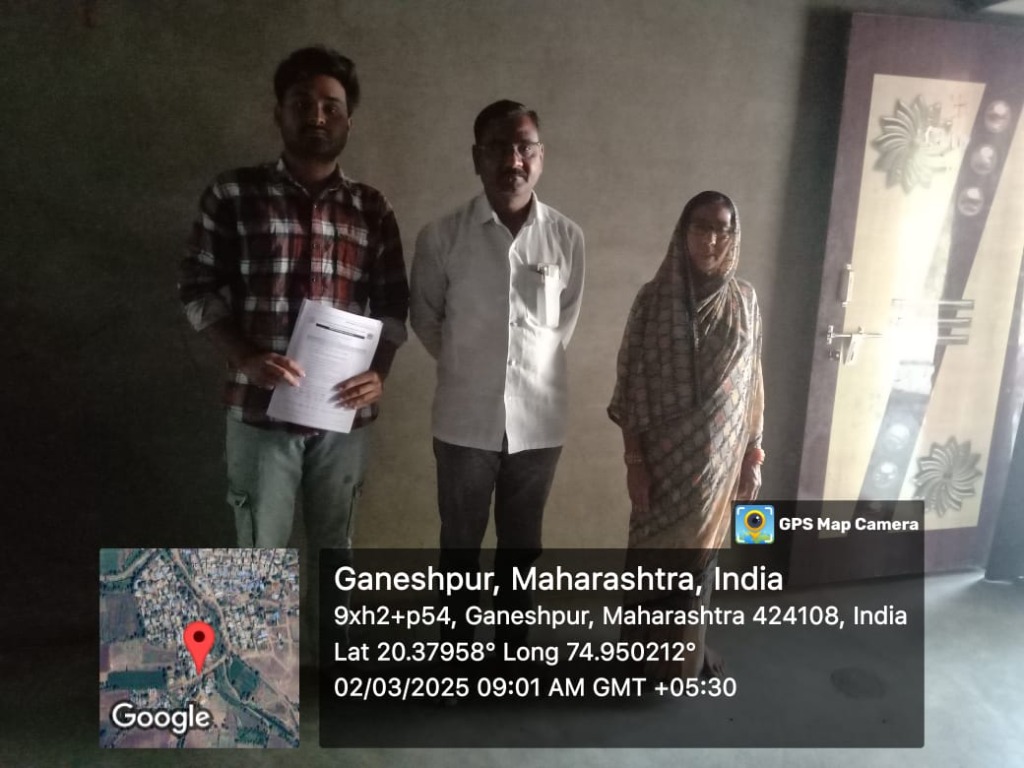 GPS Map Camera
Ganeshpur, Maharashtra, India
9xh2+p54, Ganeshpur, Maharashtra 424108, India
Lat 20.37958° Long 74.950212°
02/03/2025 09:01 AM GMT +05:30
Google